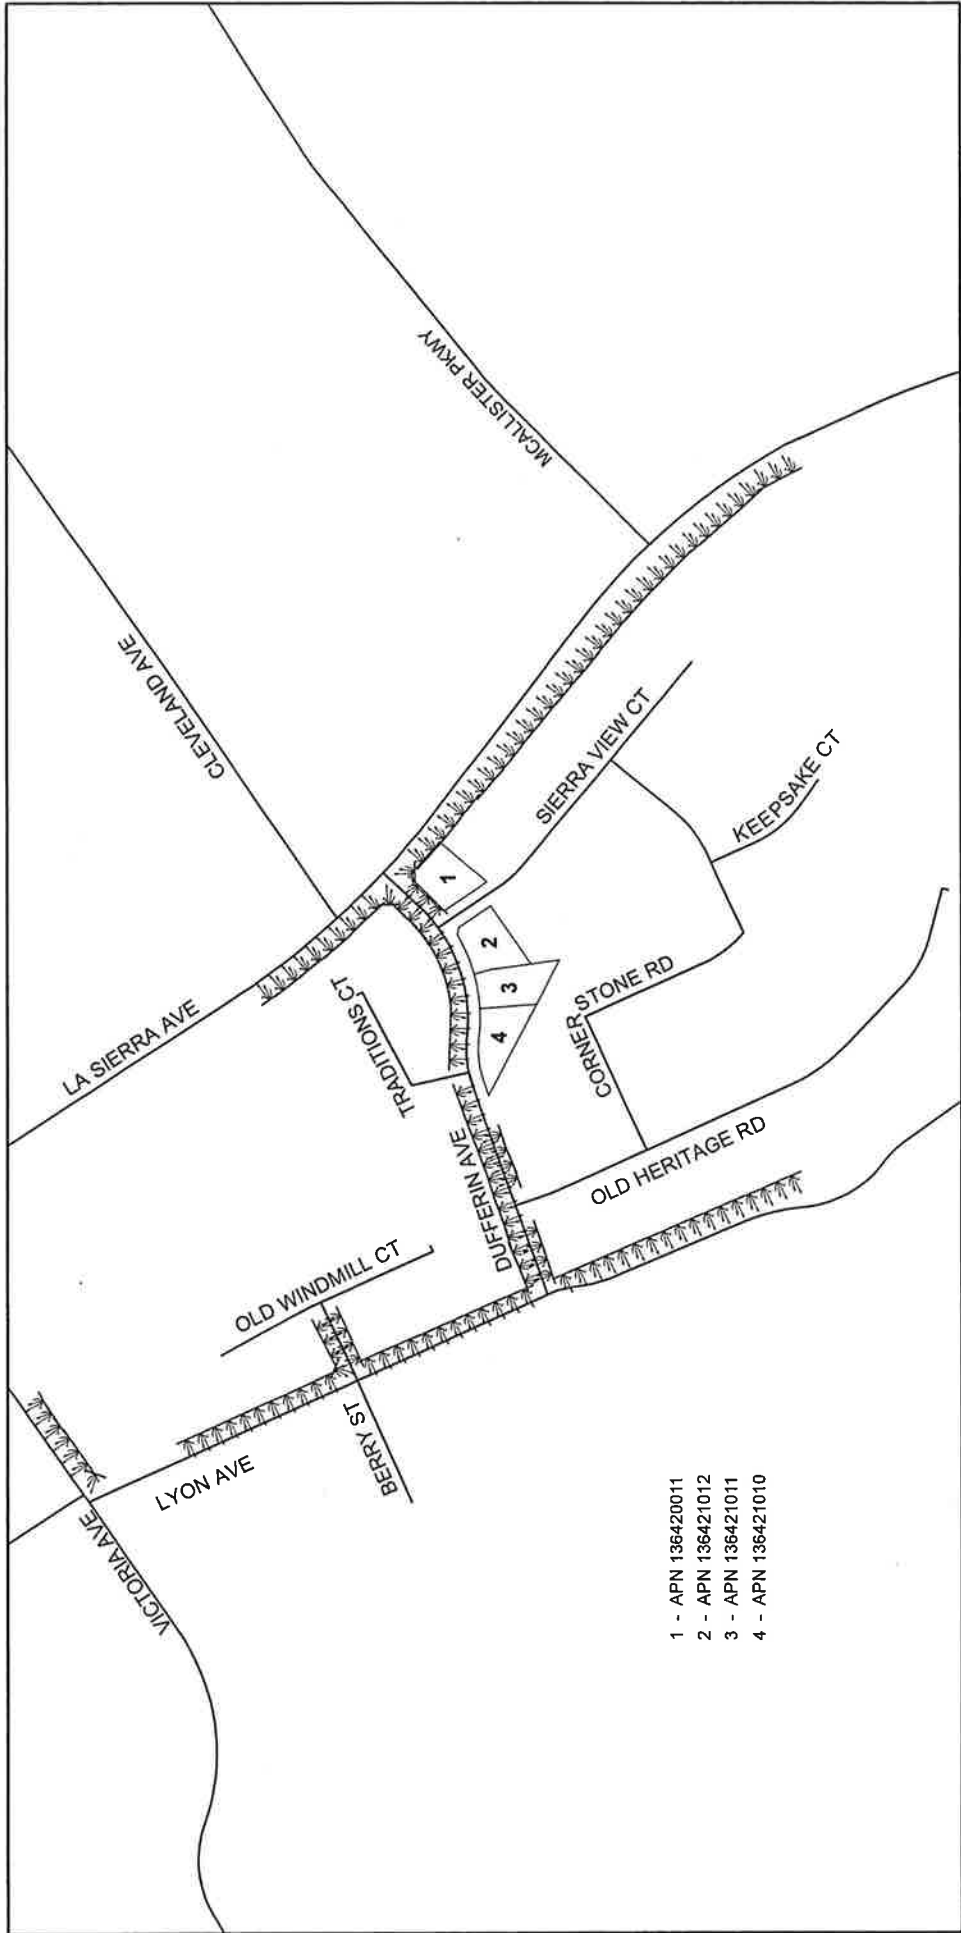 VICTORIA AVE
LYON AVE
BERRY ST
OLD WINDMILL CT
LA SIERRA AVE
CLEVELAND AVE
MCALLISTER PKWY
TRADITIONS CT
DUFFERIN AVE
OLD HERITAGE RD
CORNER STONE RD
SIERRA VIEW CT
KEEPSAKE CT
4
3
2
1
1 - APN 136420011
2 - APN 136421012
3 - APN 136421011
4 - APN 136421010